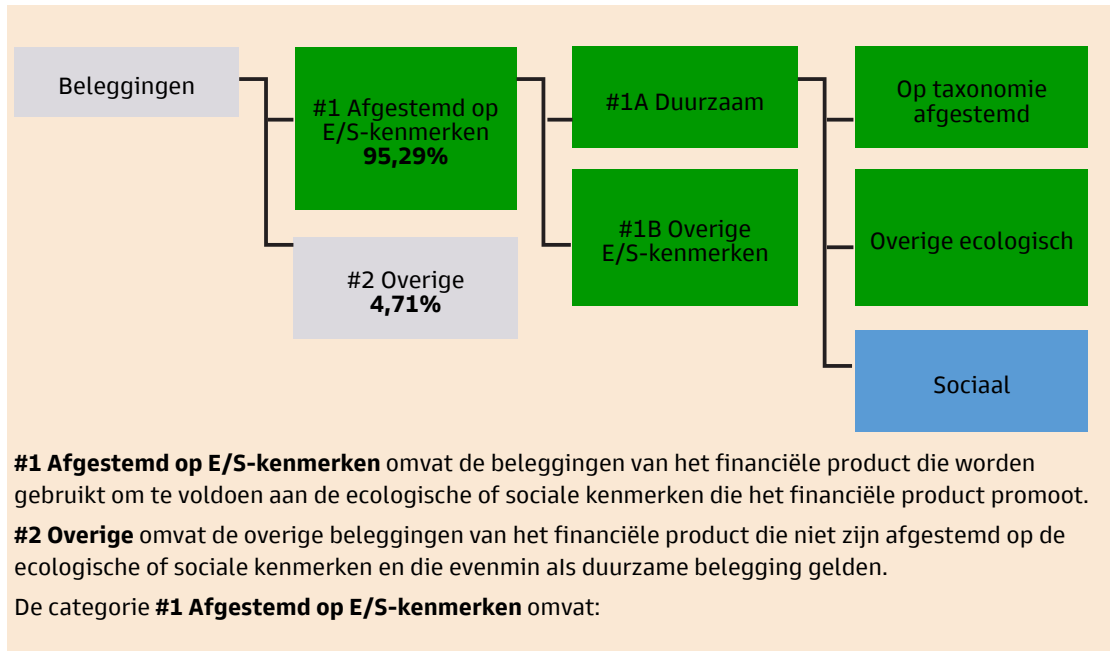 Beleggingen
#1 Afgestemd op
E/S-kenmerken
95,29%
#2 Overige
4,71%
#1A Duurzaam
#1B Overige
E/S-kenmerken
Op taxonomie
afgestemd
Overige ecologisch
Sociaal
#1 Afgestemd op E/S-kenmerken omvat de beleggingen van het financiële product die worden
gebruikt om te voldoen aan de ecologische of sociale kenmerken die het financiële product promoot.
#2 Overige omvat de overige beleggingen van het financiële product die niet zijn afgestemd op de
ecologische of sociale kenmerken en die evenmin als duurzame belegging gelden.
De categorie #1 Afgestemd op E/S-kenmerken omvat: